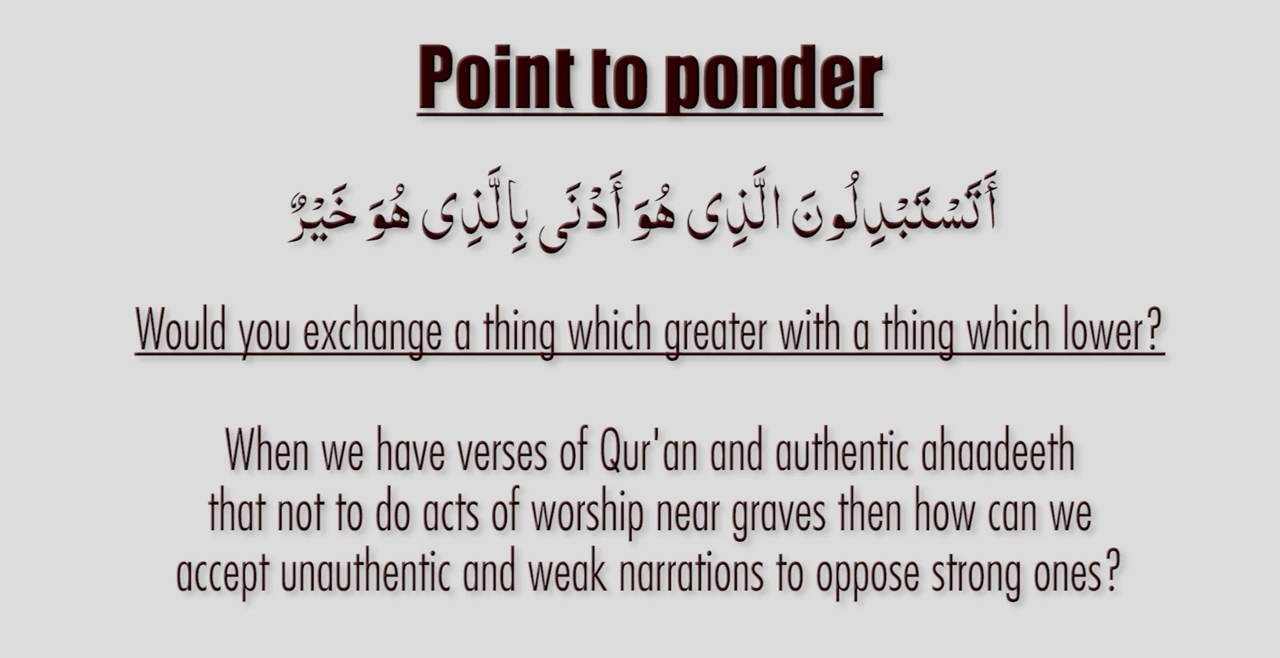 Point to ponder
أَتَسْتَبْدِلُونَ الَّذِى هُوَ أَدْنَى بِالَّذِى هُوَ خَيْرٌ
Would you exchange a thing which greater with a thing which lower?
When we have verses of Qur'an and authentic ahaadeeth
that not to do acts of worship near graves then how can we
accept unauthentic and weak narrations to oppose strong ones?